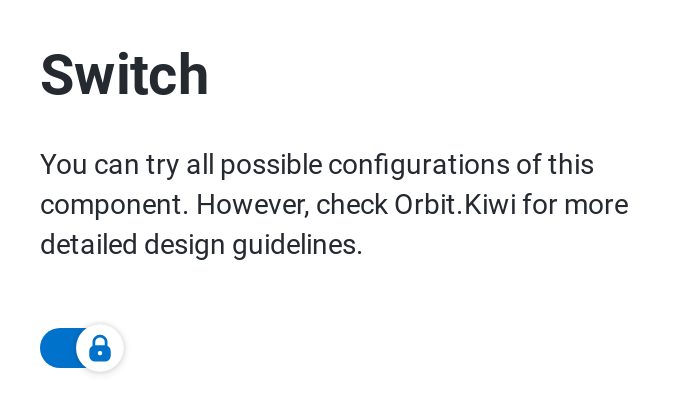 Switch
You can try all possible configurations of this
component. However, check Orbit.Kiwi for more
detailed design guidelines.